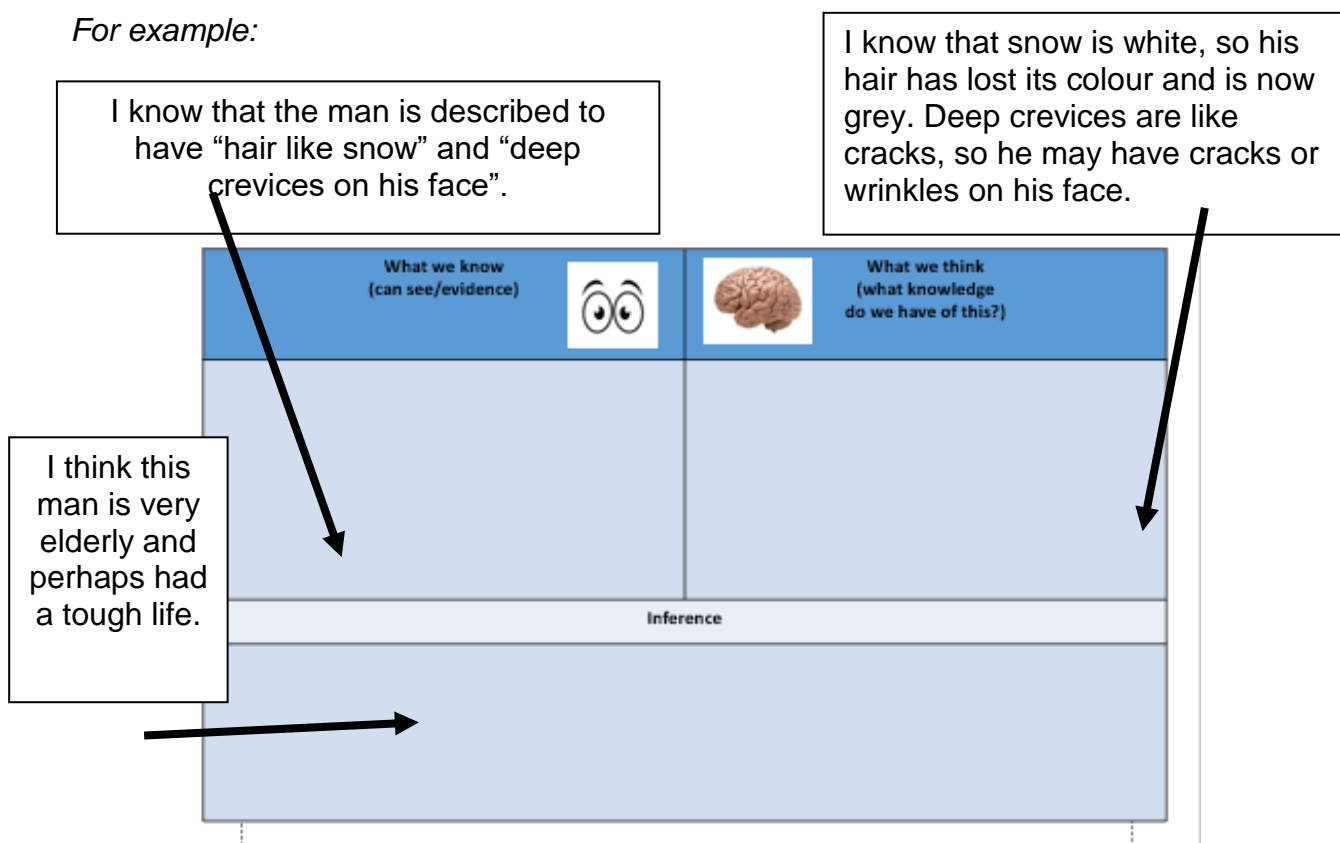 For example:
I know that the man is described to
have “hair like snow” and “deep
crevices on his face”.
I know that snow is white, so his
hair has lost its colour and is now
grey. Deep crevices are like
cracks, so he may have cracks or
wrinkles on his face.
What we know
(can see/evidence)
What we think
(what knowledge
do we have of this?)
I think this
man is very
elderly and
perhaps had
a tough life.
Inference